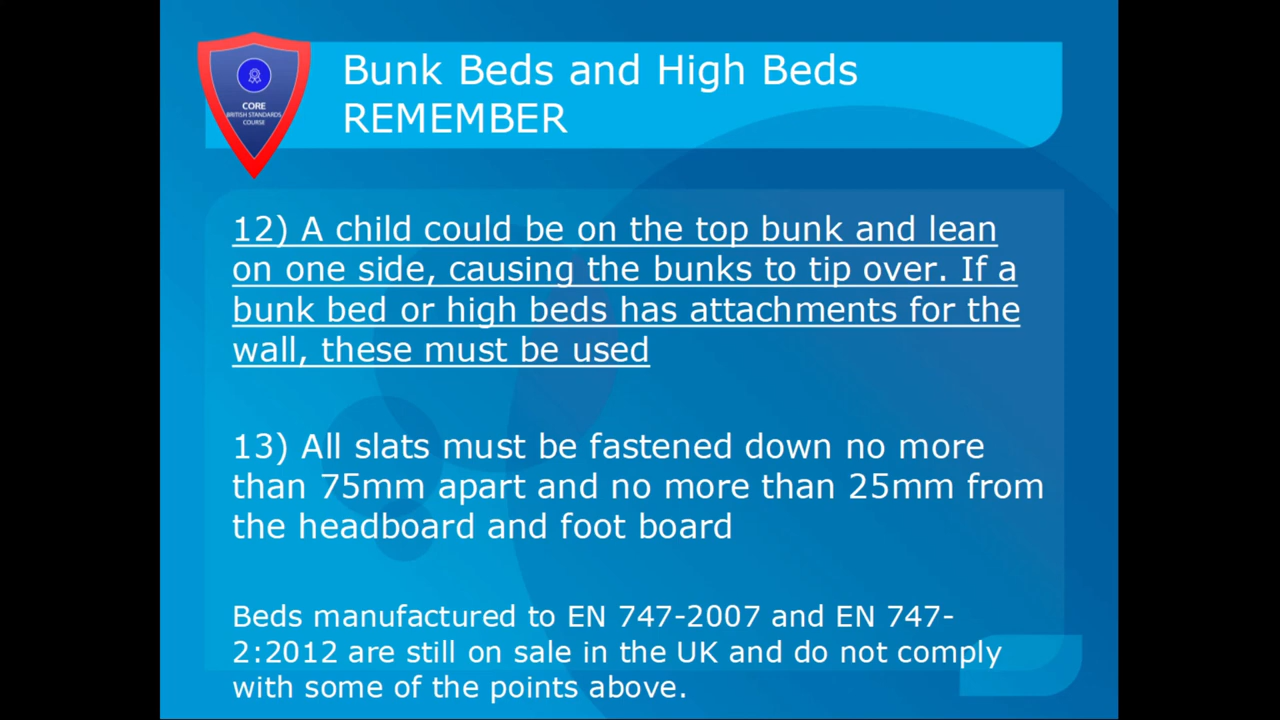 Bunk Beds and High Beds
REMEMBER
CORE
BRITISH STANDARDS
COURSE
12) A child could be on the top bunk and lean
on one side, causing the bunks to tip over. If a
bunk bed or high beds has attachments for the
wall, these must be used
13) All slats must be fastened down no more
than 75mm apart and no more than 25mm from
the headboard and foot board
Beds manufactured to EN 747-2007 and EN 747-
2:2012 are still on sale in the UK and do not comply
with some of the points above.